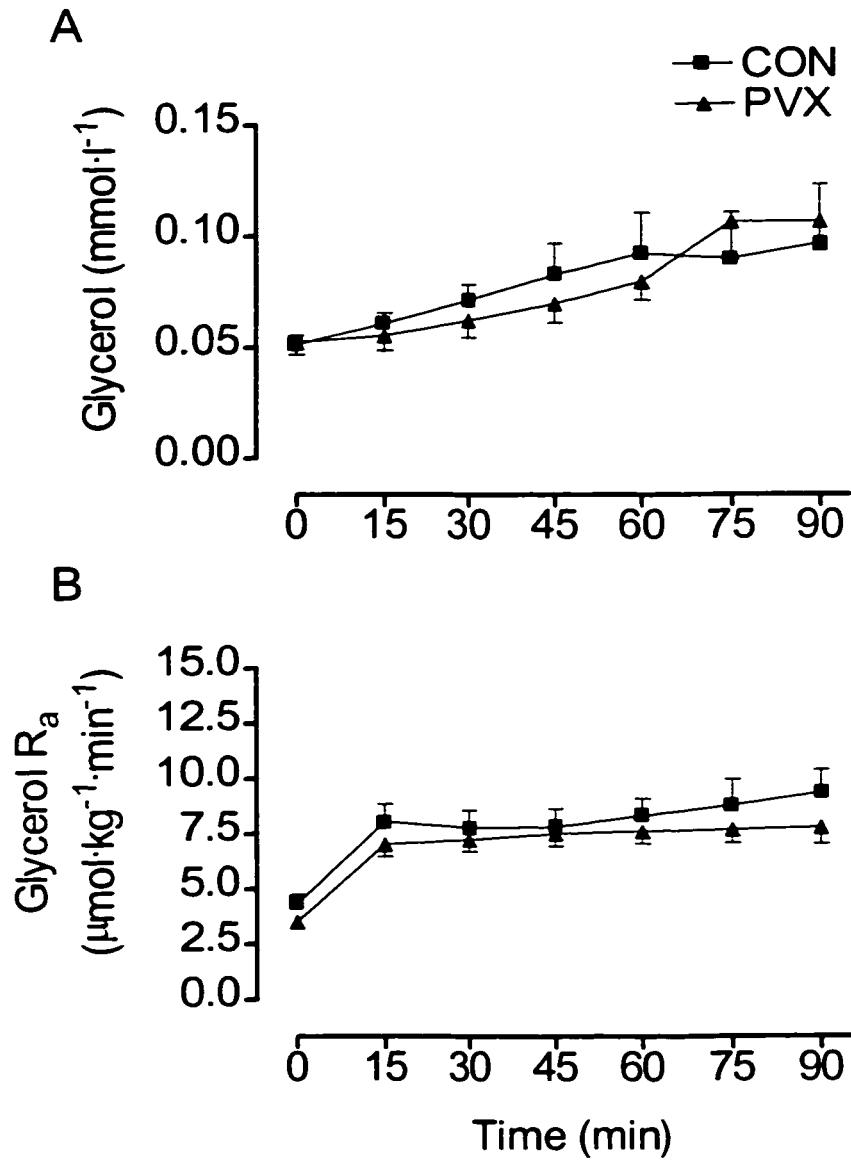 A
CON
PVX
Glycerol (mmol·l⁻¹)
0.15
0.10
0.05
0.00
0 15 30 45 60 75 90
B
Glycerol Rₐ
(μmol·kg⁻¹·min⁻¹)
15.0
12.5
10.0
7.5
5.0
2.5
0.0
0 15 30 45 60 75 90
Time (min)